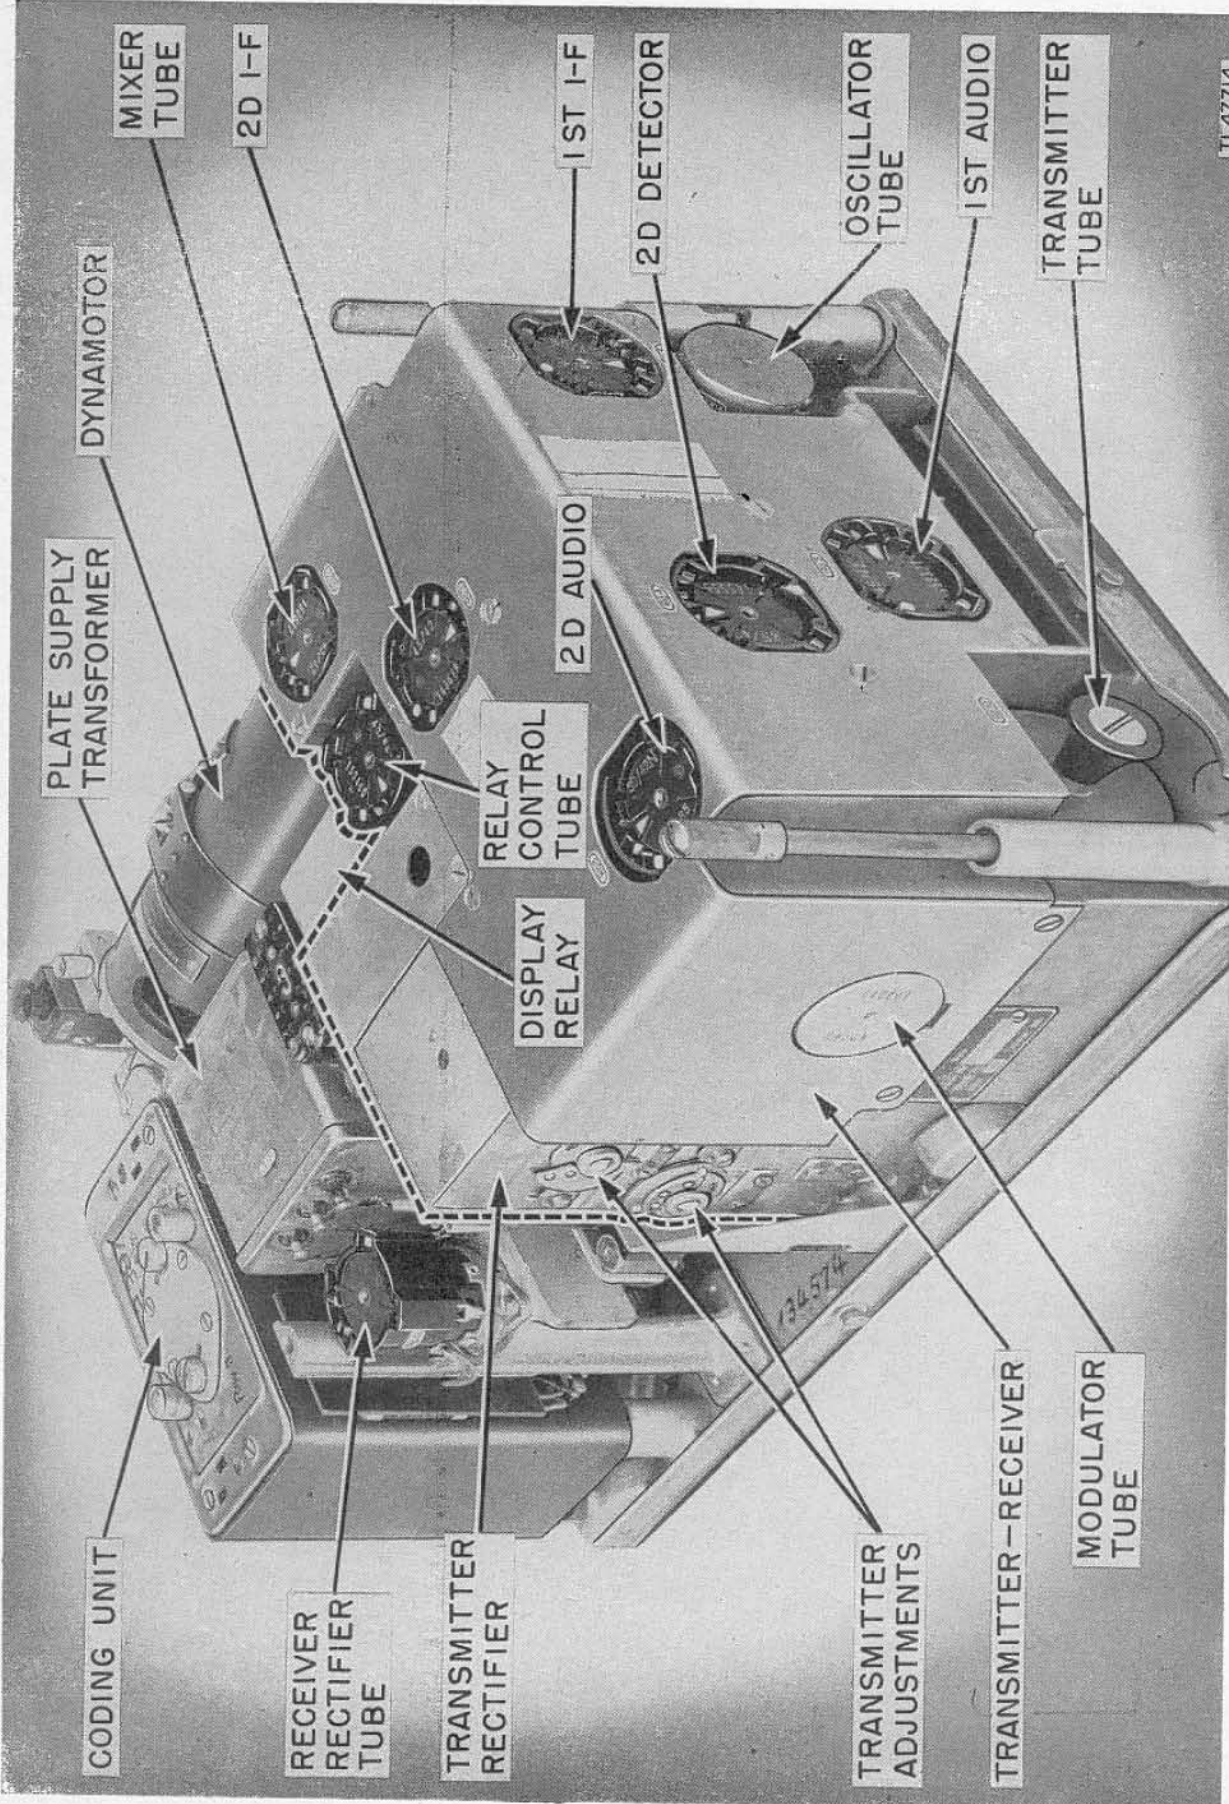 CODING UNIT
PLATE SUPPLY
TRANSFORMER
DYNAMOTOR
MIXER
TUBE
2D I-F
RECEIVER
RECTIFIER
TUBE
TRANSMITTER
RECTIFIER
DISPLAY
RELAY
RELAY
CONTROL
TUBE
2D AUDIO
1ST I-F
2D DETECTOR
OSCILLATOR
TUBE
1ST AUDIO
TRANSMITTER
TUBE
134574
TRANSMITTER
ADJUSTMENTS
TRANSMITTER-RECEIVER
MODULATOR
TUBE